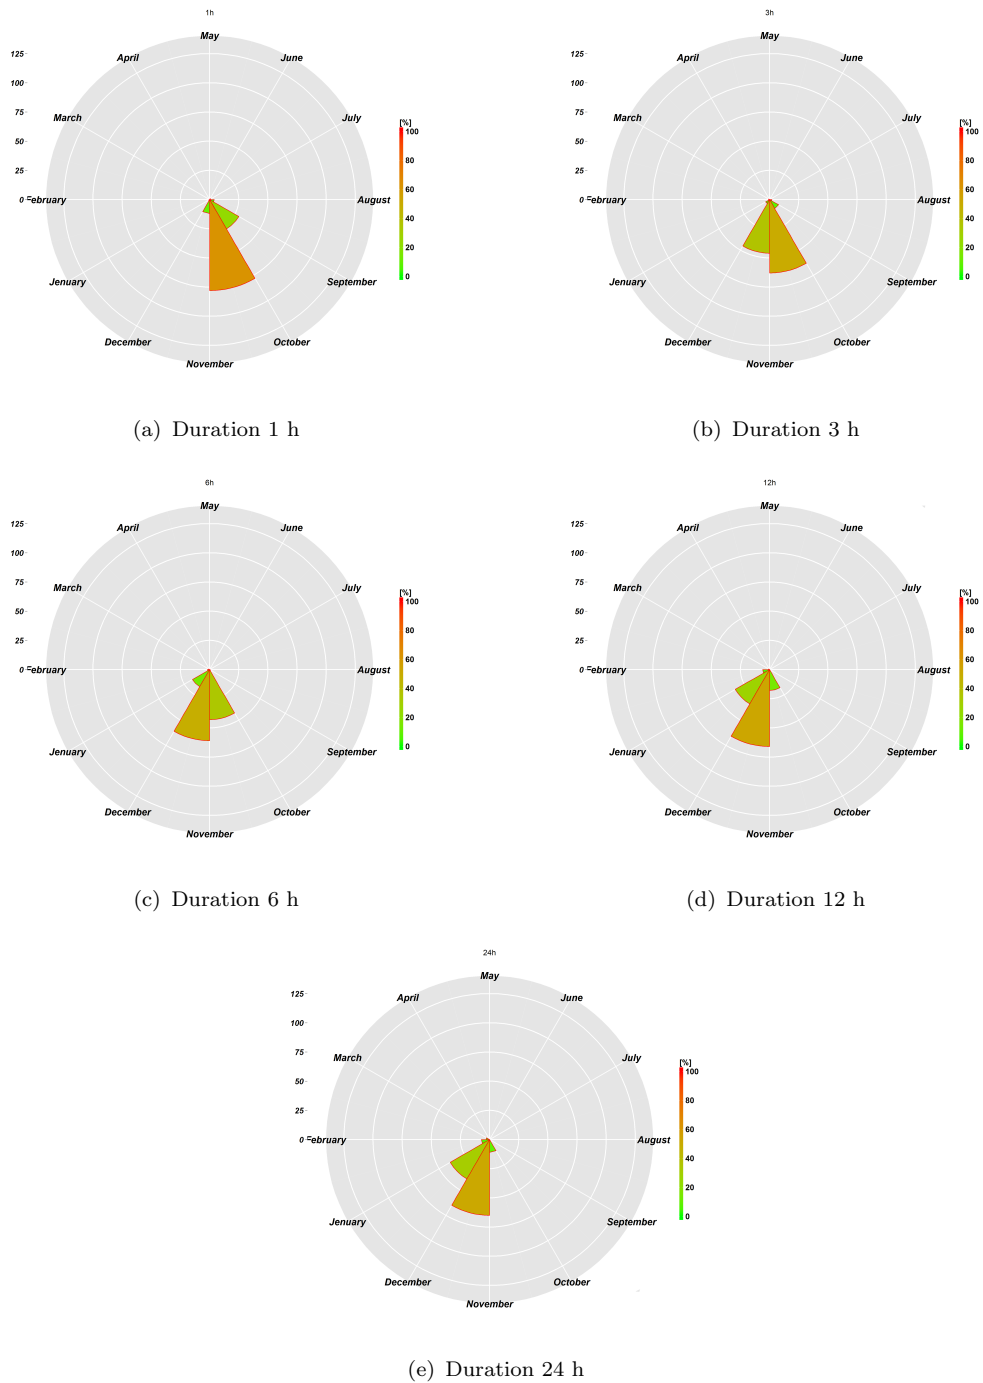 1h
May
April
June
March
July
February
August
Jenuary
September
December
October
November
125
100
75
50
25
0
[%]
100
80
60
40
20
0
(a) Duration 1 h
3h
May
April
June
March
July
February
August
Jenuary
September
December
October
November
125
100
75
50
25
0
[%]
100
80
60
40
20
0
(b) Duration 3 h
6h
May
April
June
March
July
February
August
Jenuary
September
December
October
November
125
100
75
50
25
0
[%]
100
80
60
40
20
0
(c) Duration 6 h
12h
May
April
June
March
July
February
August
Jenuary
September
December
October
November
125
100
75
50
25
0
[%]
100
80
60
40
20
0
(d) Duration 12 h
24h
May
April
June
March
July
February
August
Jenuary
September
December
October
November
125
100
75
50
25
0
[%]
100
80
60
40
20
0
(e) Duration 24 h